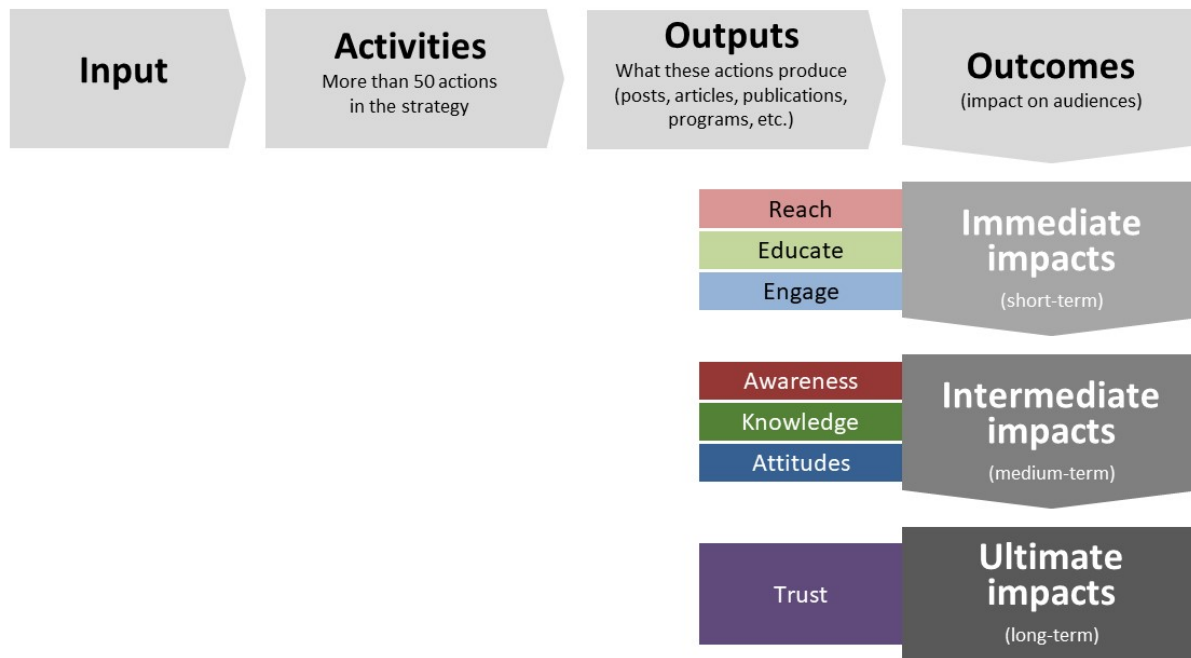 Input
Activities
More than 50 actions
in the strategy
Outputs
What these actions produce
(posts, articles, publications,
programs, etc.)
Outcomes
(impact on audiences)
Reach
Educate
Engage
Immediate
impacts
(short-term)
Awareness
Knowledge
Attitudes
Intermediate
impacts
(medium-term)
Trust
Ultimate
impacts
(long-term)